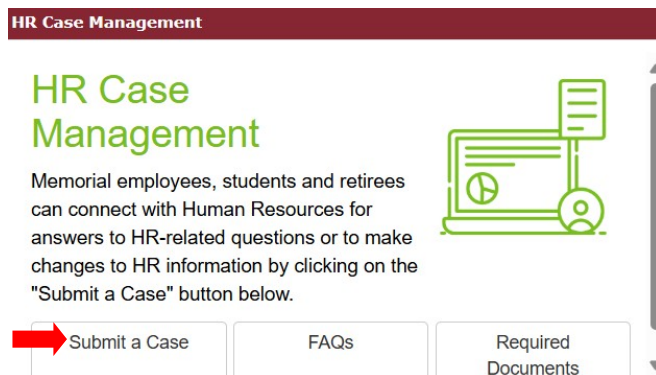 HR Case Management
HR Case
Management
Memorial employees, students and retirees
can connect with Human Resources for
answers to HR-related questions or to make
changes to HR information by clicking on the
"Submit a Case" button below.
Submit a Case
FAQs
Required
Documents